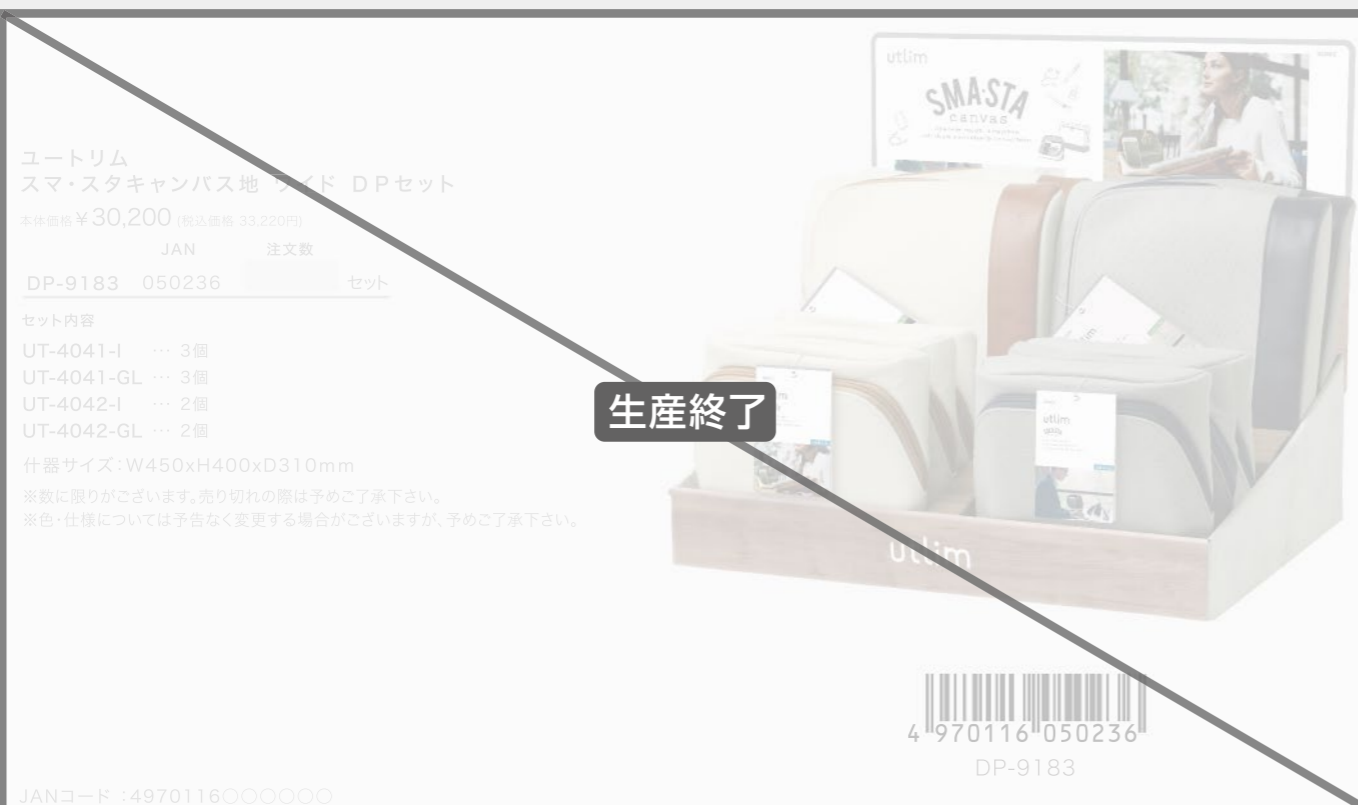 ユートリム
スマ・スタキャンバス地 ワイド DPセット
本体価格¥30,200 (税込価格 33,220円)
JAN 注文数
DP-9183 050236 セット
セット内容
UT-4041-I … 3個
UT-4041-GL … 3個
UT-4042-I … 2個
UT-4042-GL … 2個
什器サイズ:W450xH400xD310mm
※数に限りがございます。売り切れの際は予めご了承下さい。
※色・仕様については予告なく変更する場合がございますが、予めご了承下さい。
生産終了
utlim
SMA・STA
canvas
utlim
utlim
4 970116 050236
DP-9183
JANコード :4970116○○○○○○